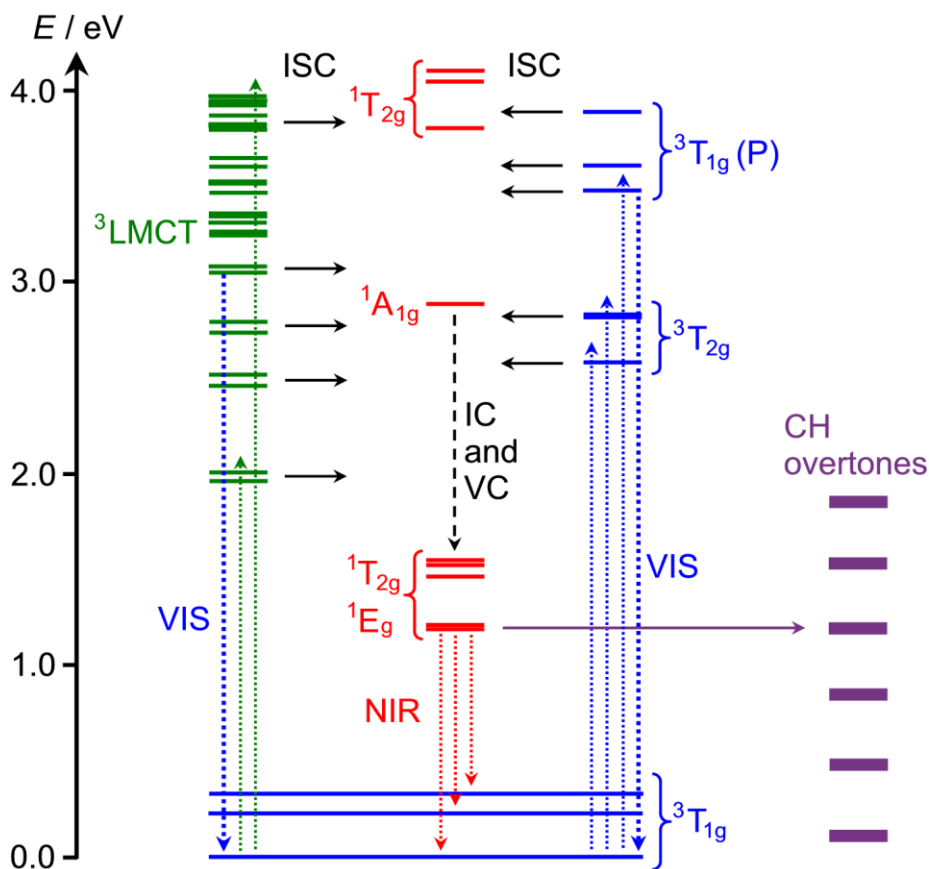 E / eV
ISC
ISC
4.0
¹T₂g
³T₁g (P)
³LMCT
3.0
¹A₁g
³T₂g
IC
and
VC
CH
overtones
2.0
¹T₂g
VIS
¹Eg
VIS
1.0
NIR
³T₁g
0.0